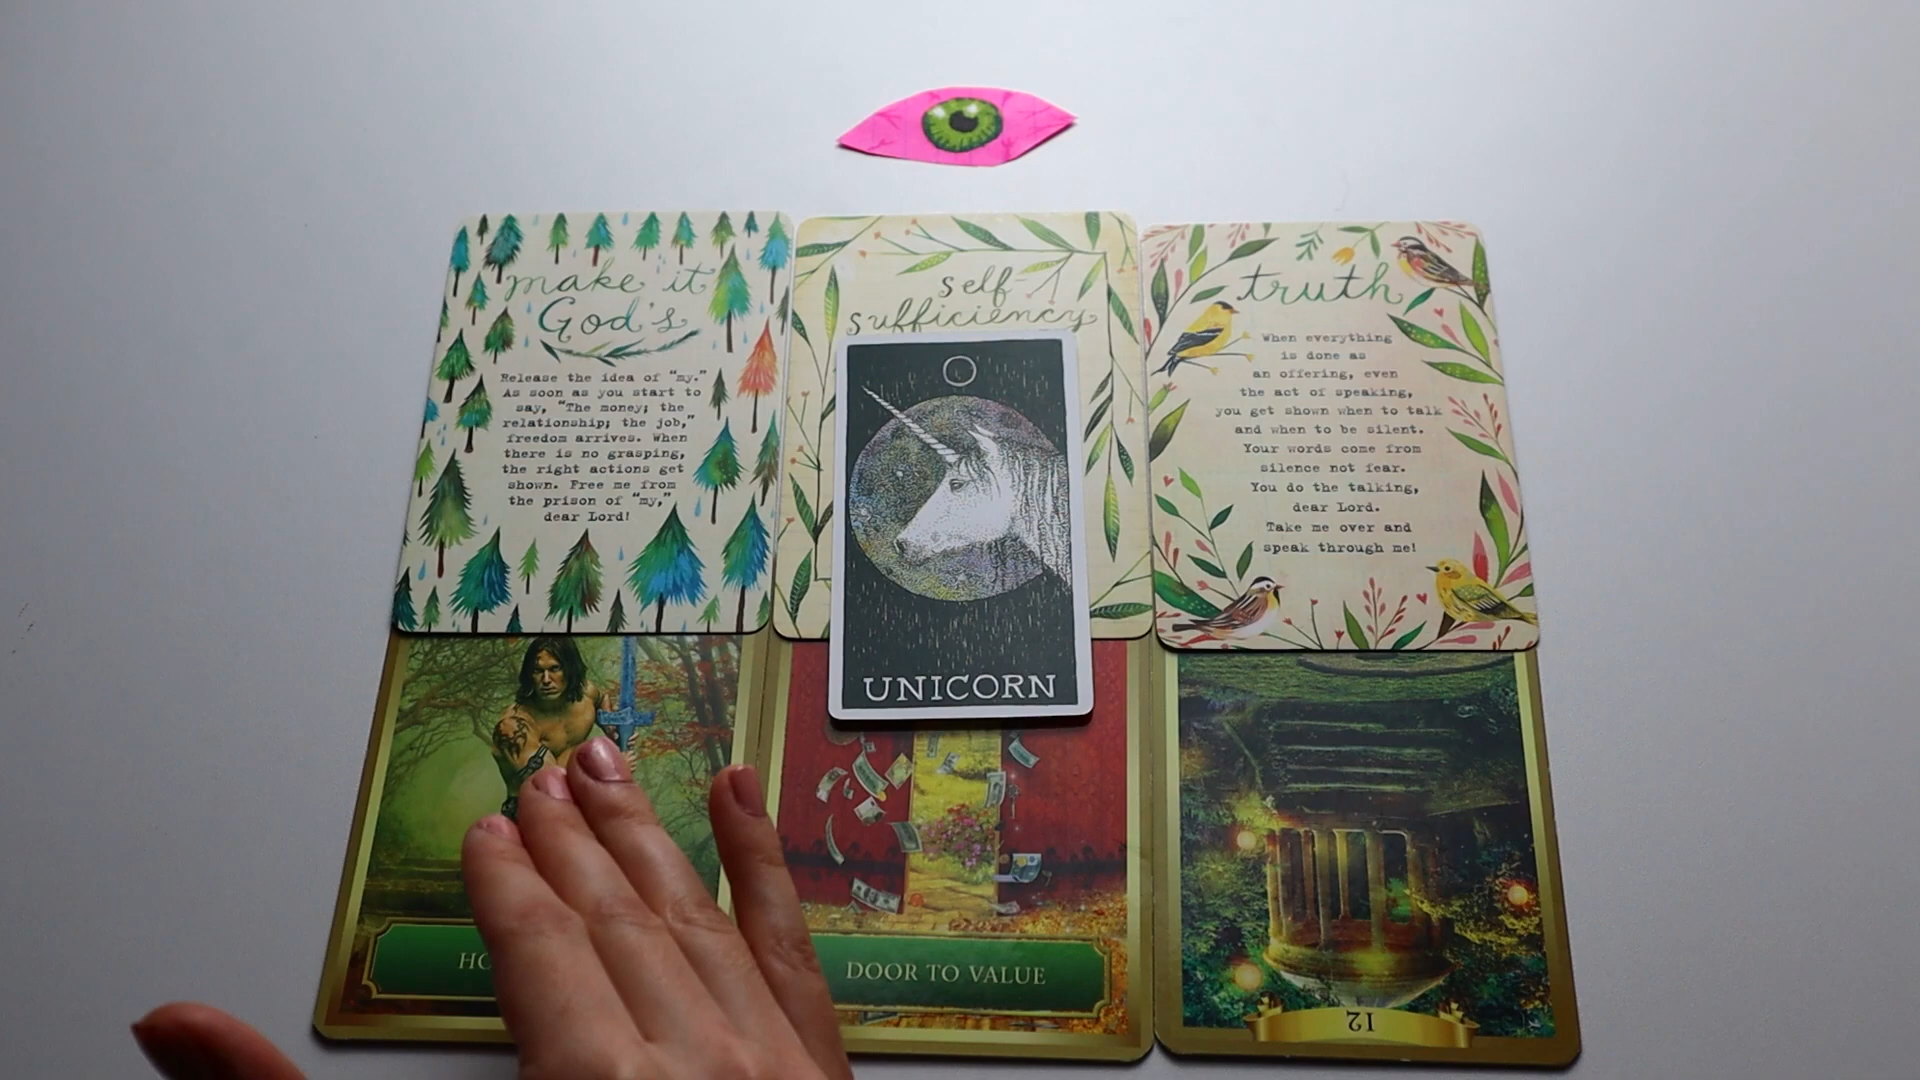 make it
God's
Release the idea of "my."
As soon as you start to
say, "The money; the
relationship; the job,"
freedom arrives. When
there is no grasping,
the right actions get
shown. Free me from
the prison of "my,"
dear Lord!
self-
sufficiency
truth
When everything
is done as
an offering, even
the act of speaking,
you get shown when to talk
and when to be silent.
Your words come from
silence not fear.
You do the talking,
dear Lord.
Take me over and
speak through me!
UNICORN
DOOR TO VALUE
12